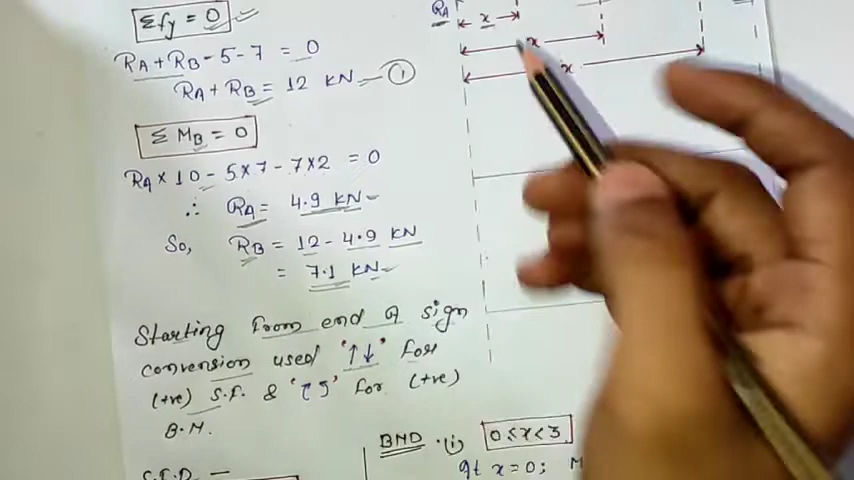 Σfy = 0
RA + RB - 5 - 7 = 0
RA + RB = 12 KN — ①
Σ MB = 0
RA × 10 - 5×7 - 7×2 = 0
∴ RA = 4.9 KN
So, RB = 12 - 4.9 KN
= 7.1 KN
Starting from end A sign
conversion used '↑↓' for
(+ve) S.F. & '↿⇂' for (+ve)
B.M.
S.F.D —
RA
x
x
x
BMD (i) 0≤x<3
At x=0; M